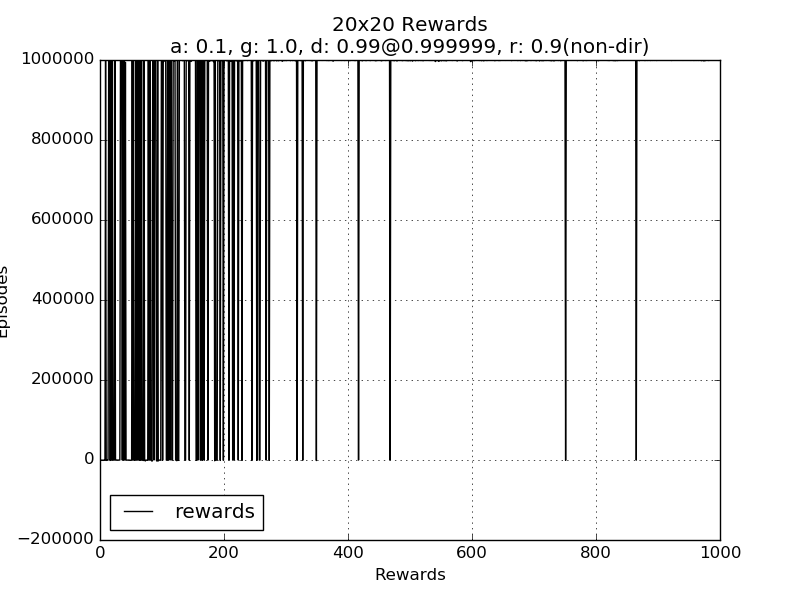 20x20 Rewards
a: 0.1, g: 1.0, d: 0.99@0.999999, r: 0.9(non-dir)
1000000
800000
600000
400000
200000
0
−200000
Episodes
rewards
0 200 400 600 800 1000
Rewards